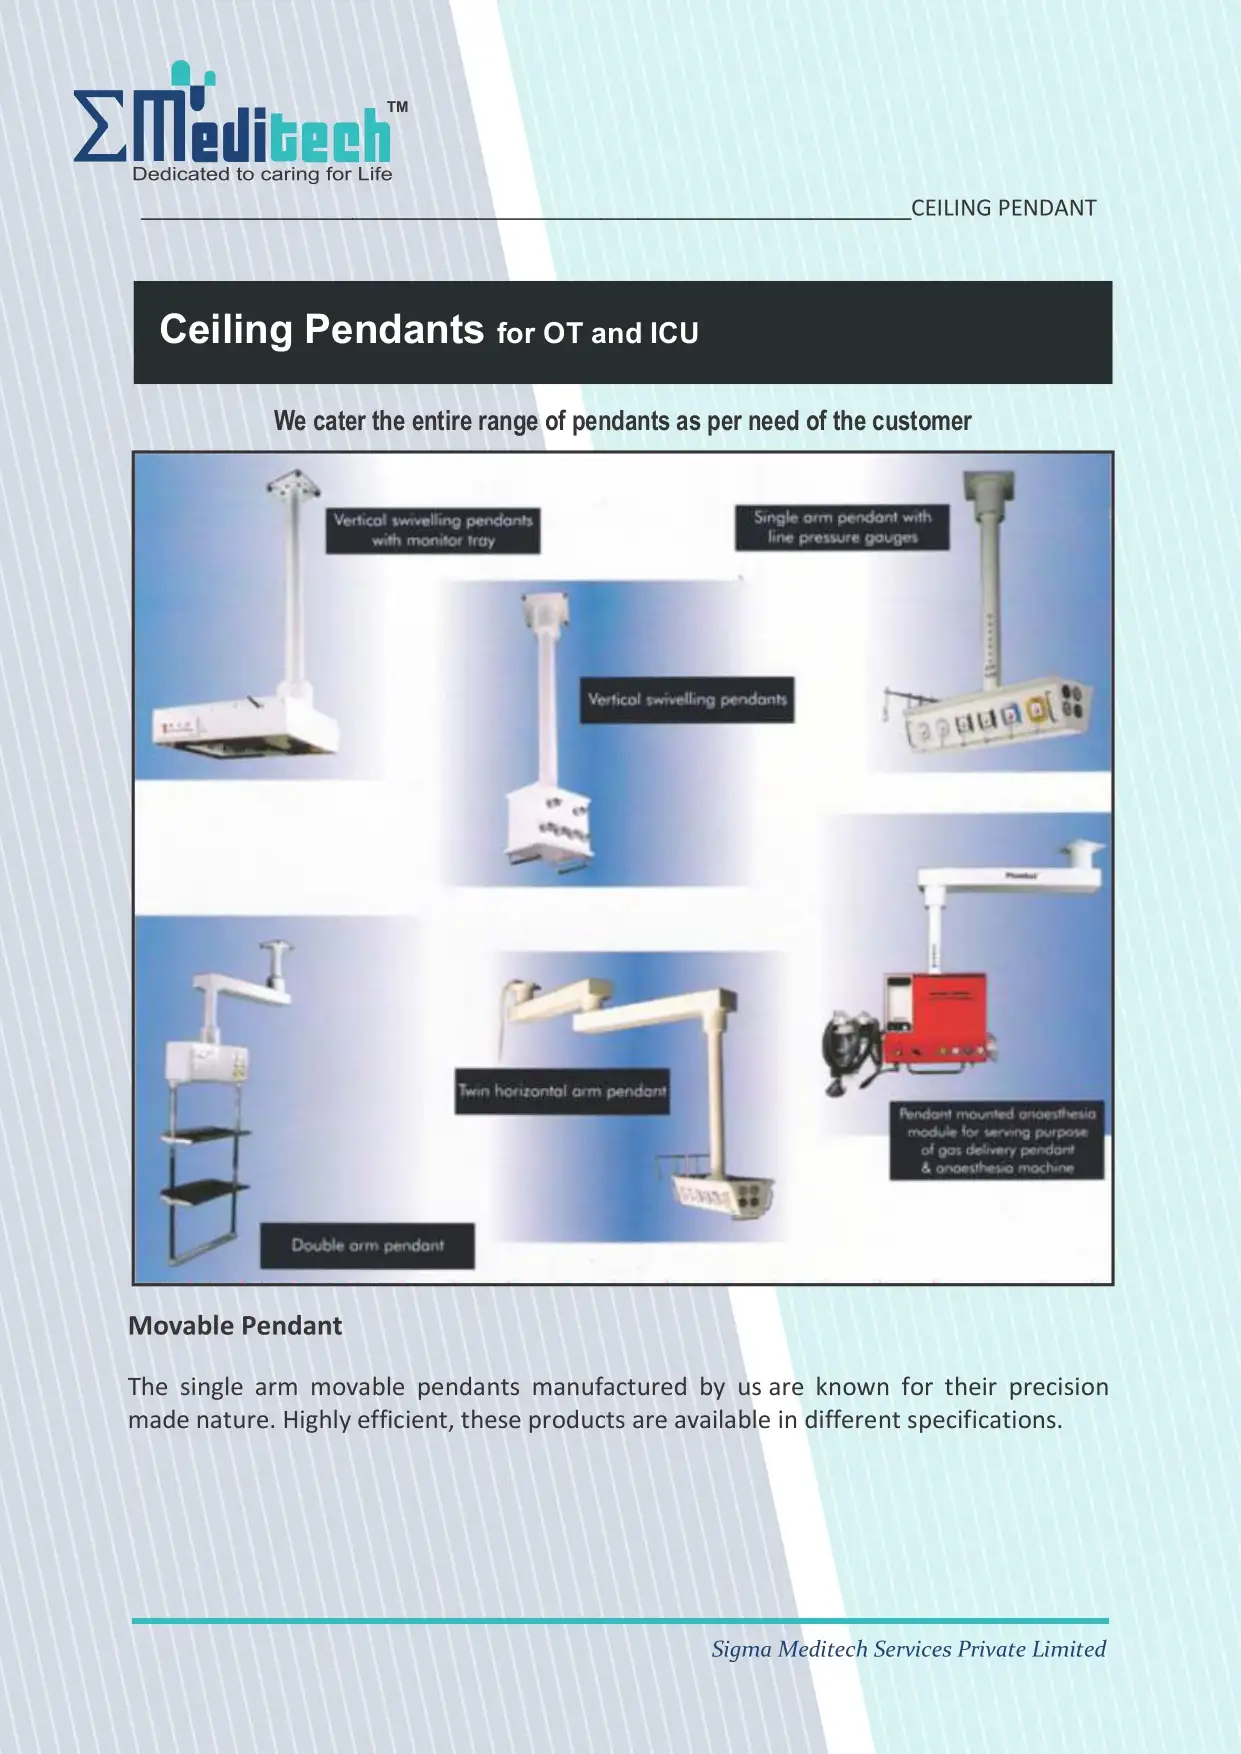 ΣMeditech™
Dedicated to caring for Life
CEILING PENDANT
Ceiling Pendants for OT and ICU
We cater the entire range of pendants as per need of the customer
Vertical swivelling pendants
with monitor tray
Single arm pendant with
line pressure gauges
Vertical swivelling pendants
Twin horizontal arm pendant
Pendant mounted anaesthesia
module for serving purpose
of gas delivery pendant
& anaesthesia machine
Double arm pendant
Movable Pendant
The single arm movable pendants manufactured by us are known for their precision
made nature. Highly efficient, these products are available in different specifications.
Sigma Meditech Services Private Limited